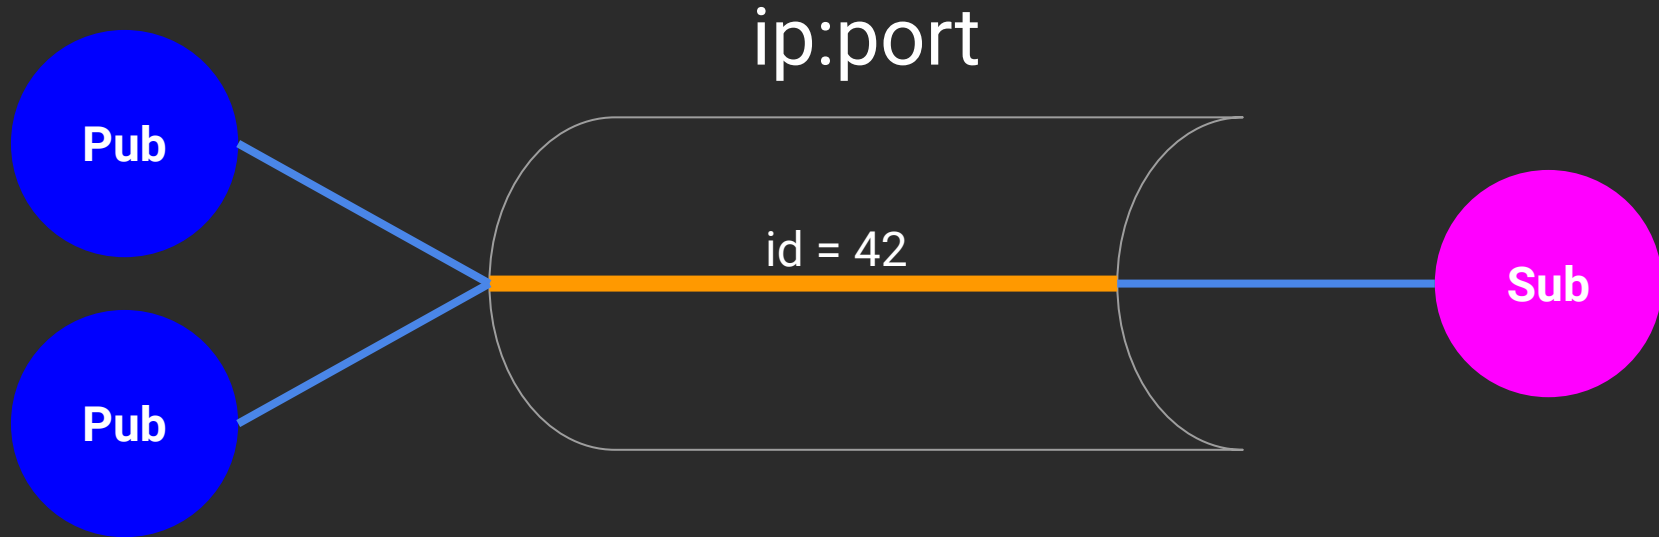 ip:port
Pub
id = 42
Sub
Pub